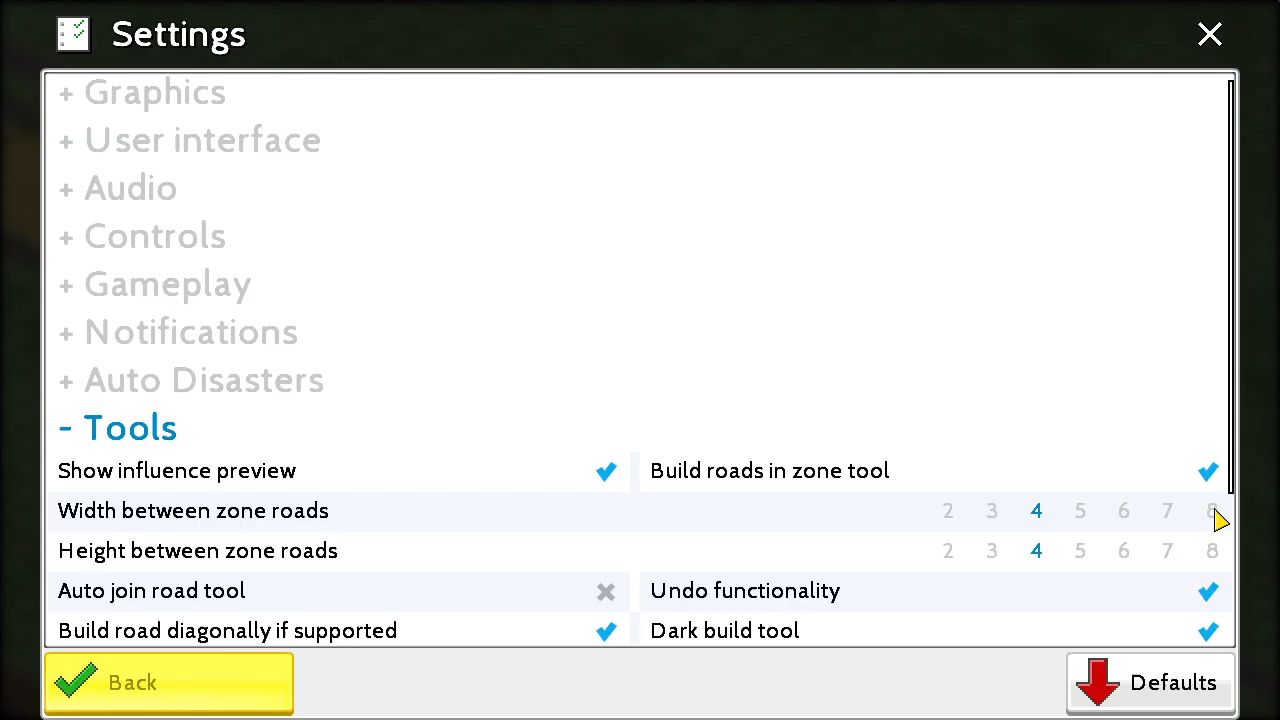 Settings
+ Graphics
+ User interface
+ Audio
+ Controls
+ Gameplay
+ Notifications
+ Auto Disasters
- Tools
Show influence preview Build roads in zone tool
Width between zone roads 2 3 4 5 6 7 8
Height between zone roads 2 3 4 5 6 7 8
Auto join road tool Undo functionality
Build road diagonally if supported Dark build tool
Back Defaults